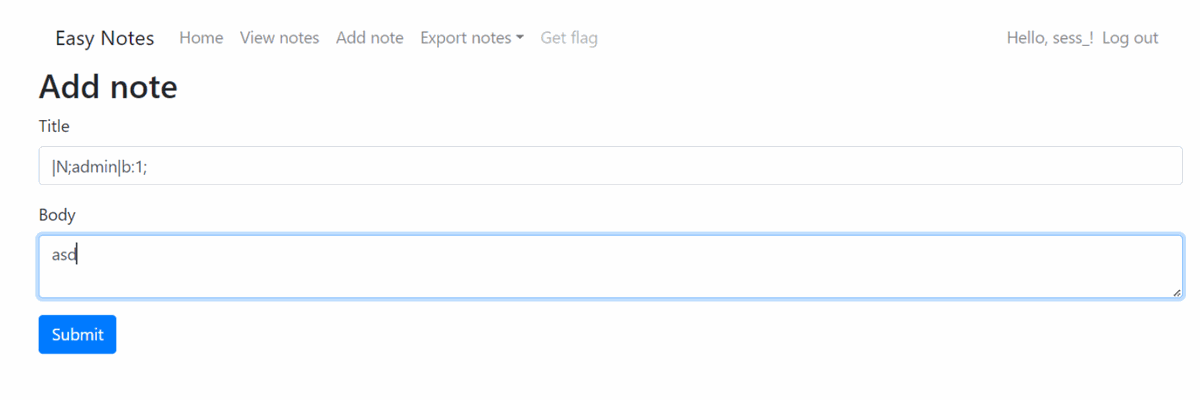 Easy Notes Home View notes Add note Export notes Get flag Hello, sess_! Log out
Add note
Title
|N;admin|b:1;
Body
asd
Submit